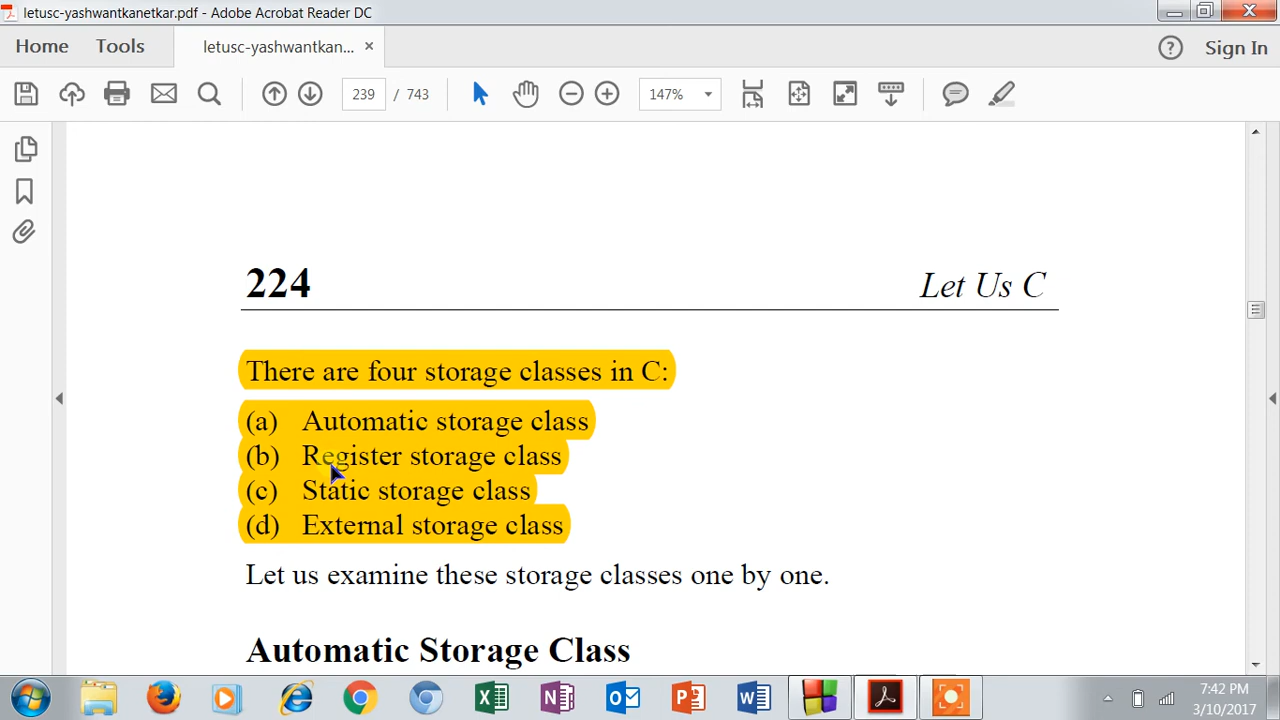 letusc-yashwantkanetkar.pdf - Adobe Acrobat Reader DC
Home Tools letusc-yashwantkan... × Sign In
239 / 743 147%
224 Let Us C
There are four storage classes in C:
(a) Automatic storage class
(b) Register storage class
(c) Static storage class
(d) External storage class
Let us examine these storage classes one by one.
Automatic Storage Class
7:42 PM
3/10/2017